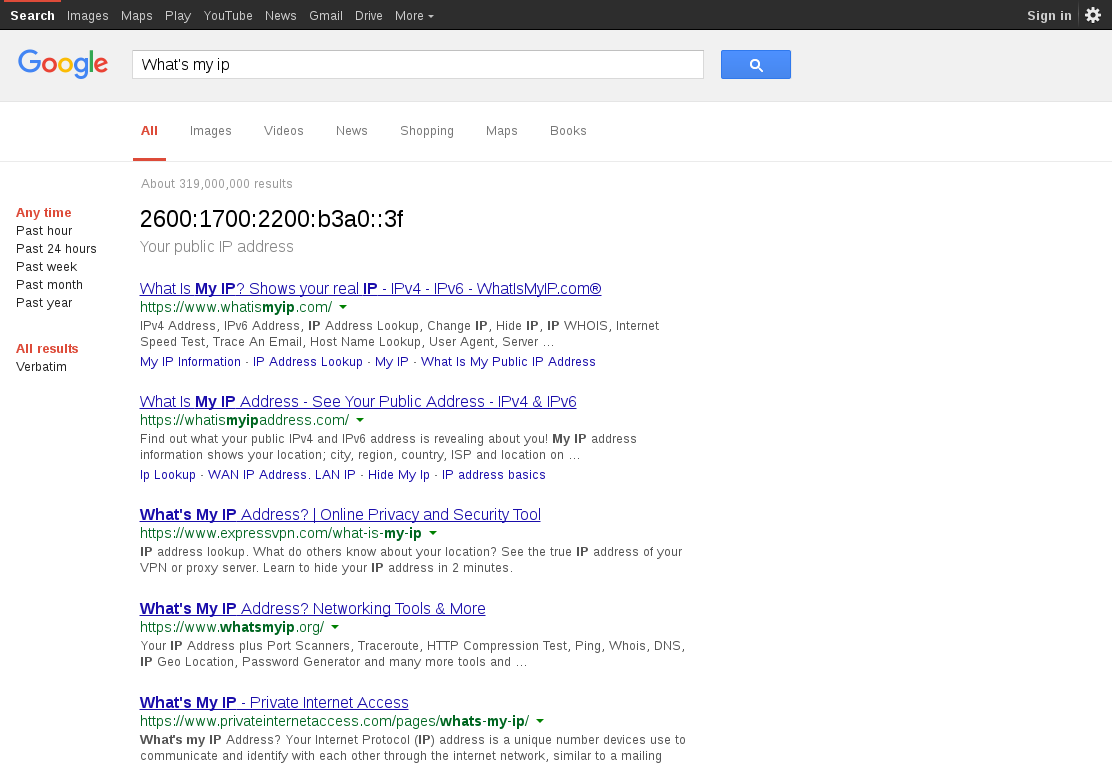 Search Images Maps Play YouTube News Gmail Drive More Sign in
Google What's my ip
All Images Videos News Shopping Maps Books
About 319,000,000 results
Any time
Past hour
Past 24 hours
Past week
Past month
Past year
All results
Verbatim
2600:1700:2200:b3a0::3f
Your public IP address
What Is My IP? Shows your real IP - IPv4 - IPv6 - WhatIsMyIP.com®
https://www.whatismyip.com/
IPv4 Address, IPv6 Address, IP Address Lookup, Change IP, Hide IP, IP WHOIS, Internet
Speed Test, Trace An Email, Host Name Lookup, User Agent, Server ...
My IP Information · IP Address Lookup · My IP · What Is My Public IP Address
What Is My IP Address - See Your Public Address - IPv4 & IPv6
https://whatismyipaddress.com/
Find out what your public IPv4 and IPv6 address is revealing about you! My IP address
information shows your location; city, region, country, ISP and location on ...
Ip Lookup · WAN IP Address. LAN IP · Hide My Ip · IP address basics
What's My IP Address? | Online Privacy and Security Tool
https://www.expressvpn.com/what-is-my-ip
IP address lookup. What do others know about your location? See the true IP address of your
VPN or proxy server. Learn to hide your IP address in 2 minutes.
What's My IP Address? Networking Tools & More
https://www.whatsmyip.org/
Your IP Address plus Port Scanners, Traceroute, HTTP Compression Test, Ping, Whois, DNS,
IP Geo Location, Password Generator and many more tools and ...
What's My IP - Private Internet Access
https://www.privateinternetaccess.com/pages/whats-my-ip/
What's my IP Address? Your Internet Protocol (IP) address is a unique number devices use to
communicate and identify with each other through the internet network, similar to a mailing